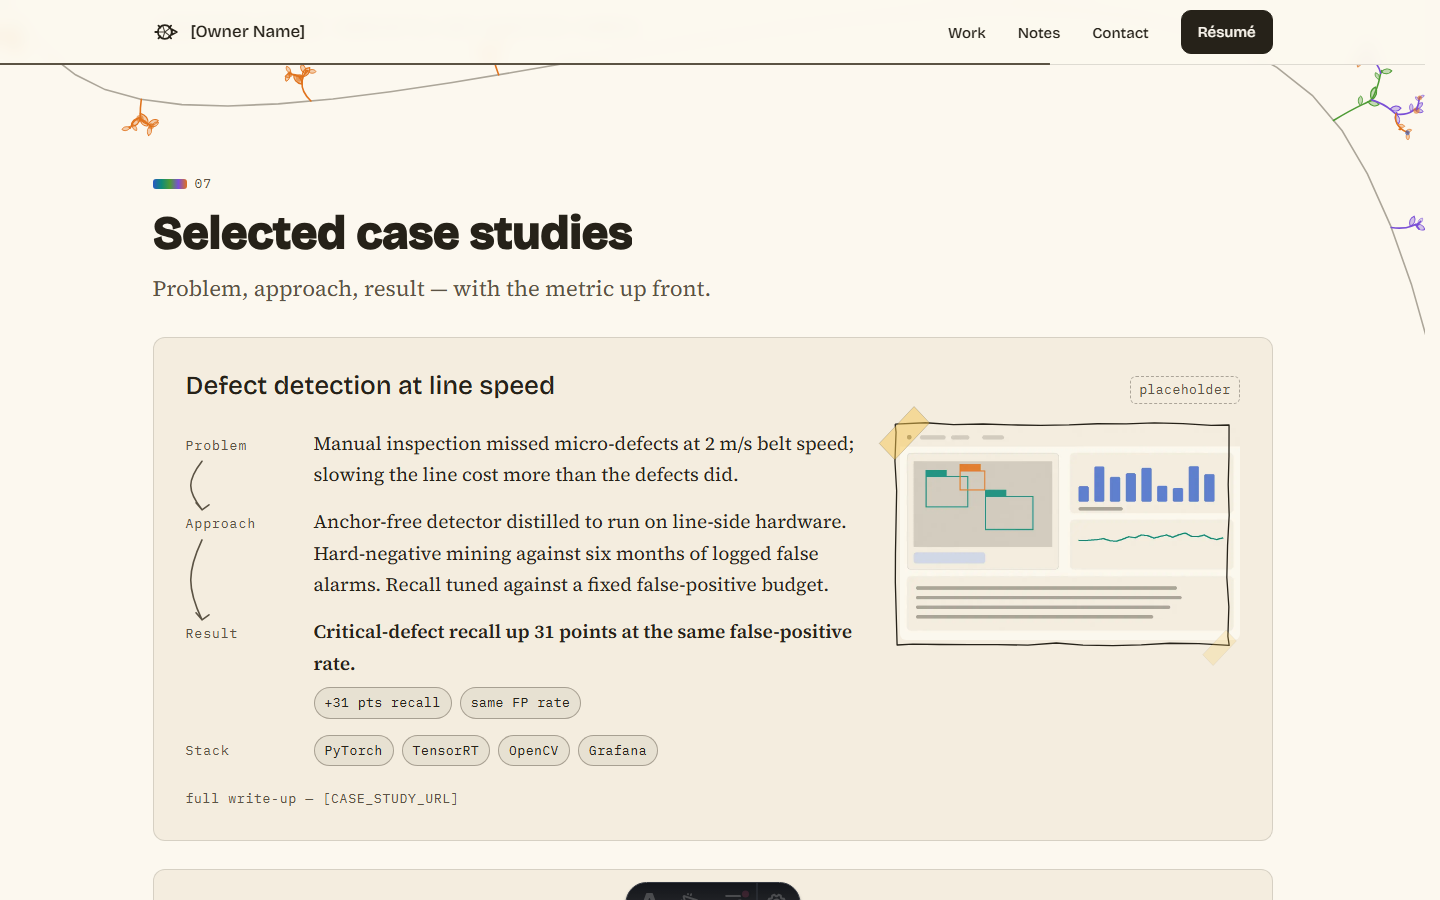 [Owner Name]
Work
Notes
Contact
Résumé
07
Selected case studies
Problem, approach, result — with the metric up front.
Defect detection at line speed
placeholder
Problem
Manual inspection missed micro-defects at 2 m/s belt speed;
slowing the line cost more than the defects did.
Approach
Anchor-free detector distilled to run on line-side hardware.
Hard-negative mining against six months of logged false
alarms. Recall tuned against a fixed false-positive budget.
Result
Critical-defect recall up 31 points at the same false-positive
rate.
+31 pts recall
same FP rate
Stack
PyTorch
TensorRT
OpenCV
Grafana
full write-up — [CASE_STUDY_URL]